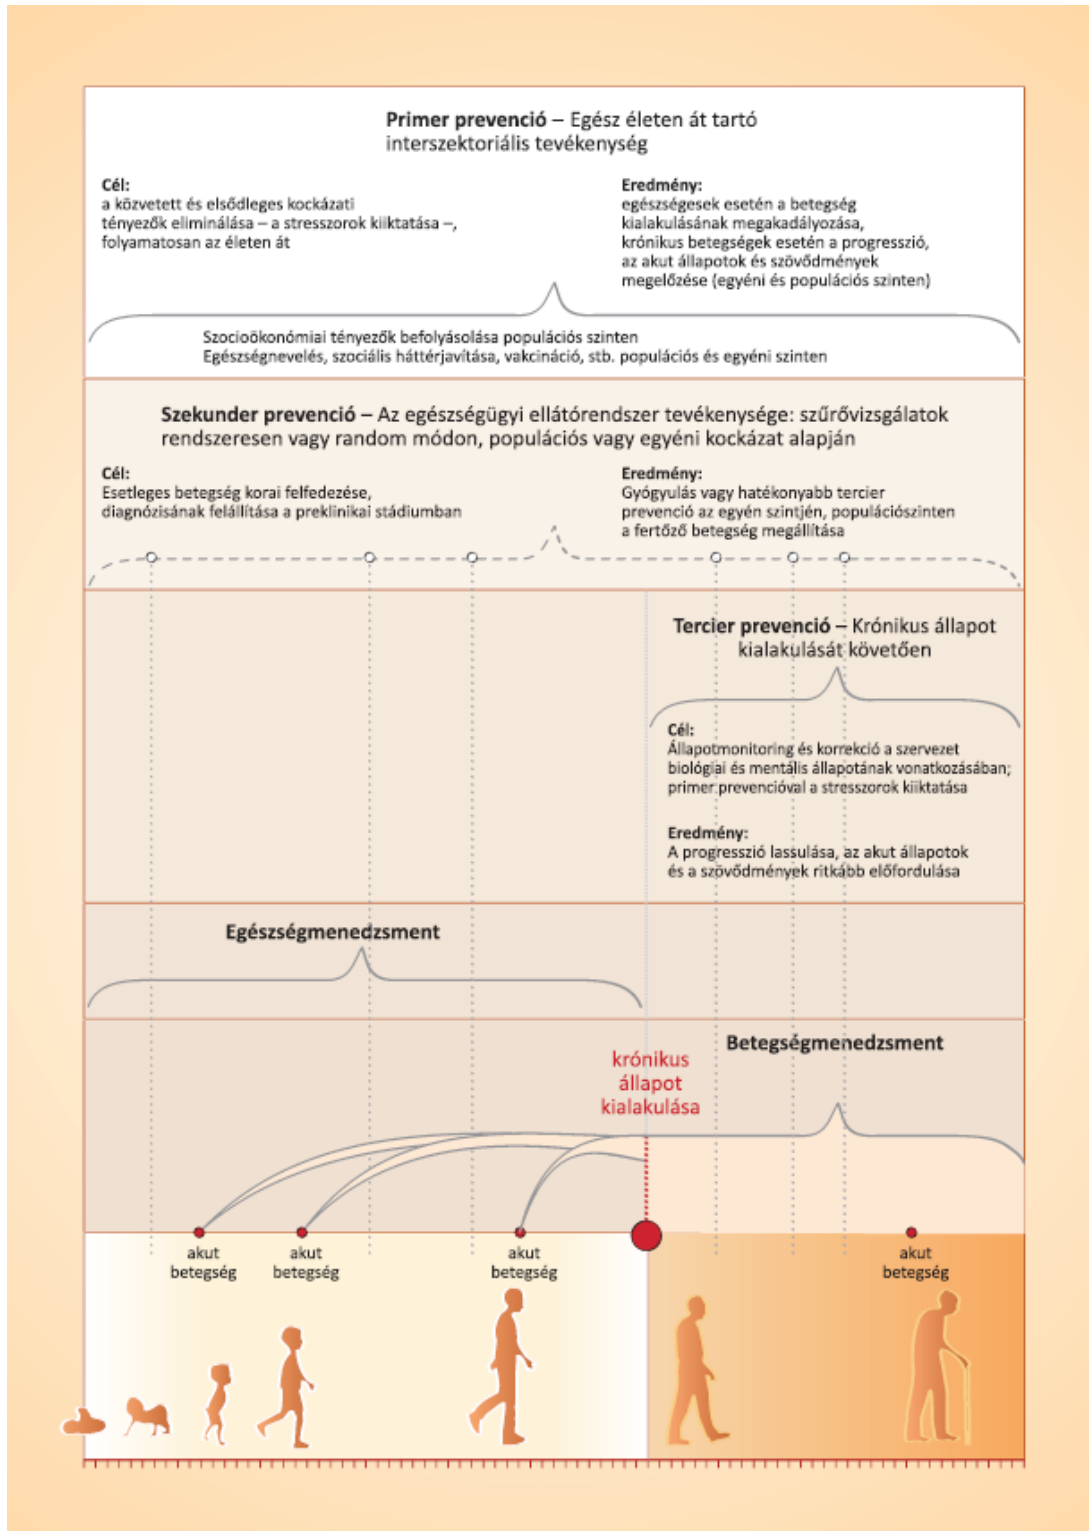 Primer prevenció – Egész életen át tartó
interszektoriális tevékenység
Cél:
a közvetett és elsődleges kockázati
tényezők eliminálása – a stresszorok kiiktatása –,
folyamatosan az életen át
Eredmény:
egészségesek esetén a betegség
kialakulásának megakadályozása,
krónikus betegségek esetén a progresszió,
az akut állapotok és szövődmények
megelőzése (egyéni és populációs szinten)
Szocioökonómiai tényezők befolyásolása populációs szinten
Egészségnevelés, szociális háttérjavítása, vakcináció, stb. populációs és egyéni szinten
Szekunder prevenció – Az egészségügyi ellátórendszer tevékenysége: szűrővizsgálatok
rendszeresen vagy random módon, populációs vagy egyéni kockázat alapján
Cél:
Esetleges betegség korai felfedezése,
diagnózisának felállítása a preklinikai stádiumban
Eredmény:
Gyógyulás vagy hatékonyabb tercier
prevenció az egyén szintjén, populációszinten
a fertőző betegség megállítása
Tercier prevenció – Krónikus állapot
kialakulását követően
Cél:
Állapotmonitoring és korrekció a szervezet
biológiai és mentális állapotának vonatkozásában;
primer prevencióval a stresszorok kiiktatása
Eredmény:
A progresszió lassulása, az akut állapotok
és a szövődmények ritkább előfordulása
Egészségmenedzsment
Betegségmenedzsment
krónikus
állapot
kialakulása
akut
betegség
akut
betegség
akut
betegség
akut
betegség